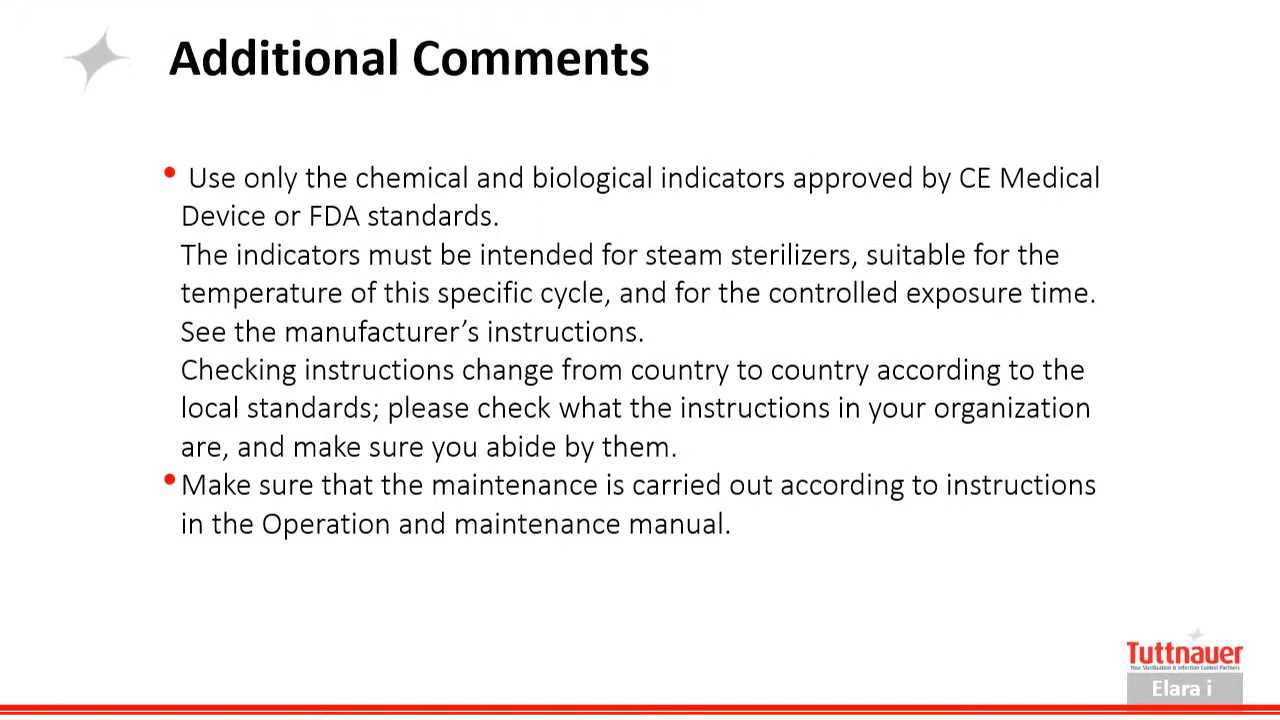 Additional Comments
• Use only the chemical and biological indicators approved by CE Medical
Device or FDA standards.
The indicators must be intended for steam sterilizers, suitable for the
temperature of this specific cycle, and for the controlled exposure time.
See the manufacturer’s instructions.
Checking instructions change from country to country according to the
local standards; please check what the instructions in your organization
are, and make sure you abide by them.
• Make sure that the maintenance is carried out according to instructions
in the Operation and maintenance manual.
Tuttnauer
Your Sterilization & Infection Control Partners
Elara i